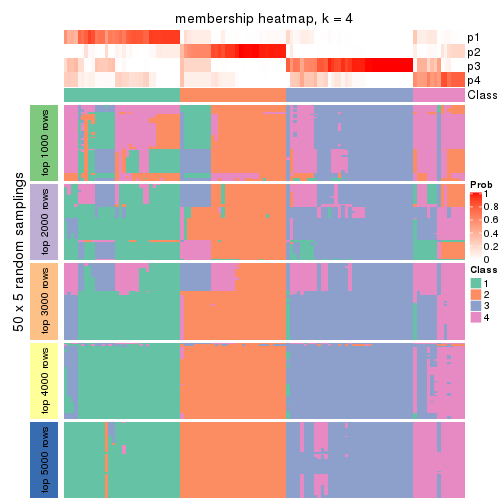 membership heatmap, k = 4
p1
p2
p3
p4
Class
50 x 5 random samplings
top 1000 rows
top 2000 rows
top 3000 rows
top 4000 rows
top 5000 rows
Prob
1
0.8
0.6
0.4
0.2
0
Class
1
2
3
4